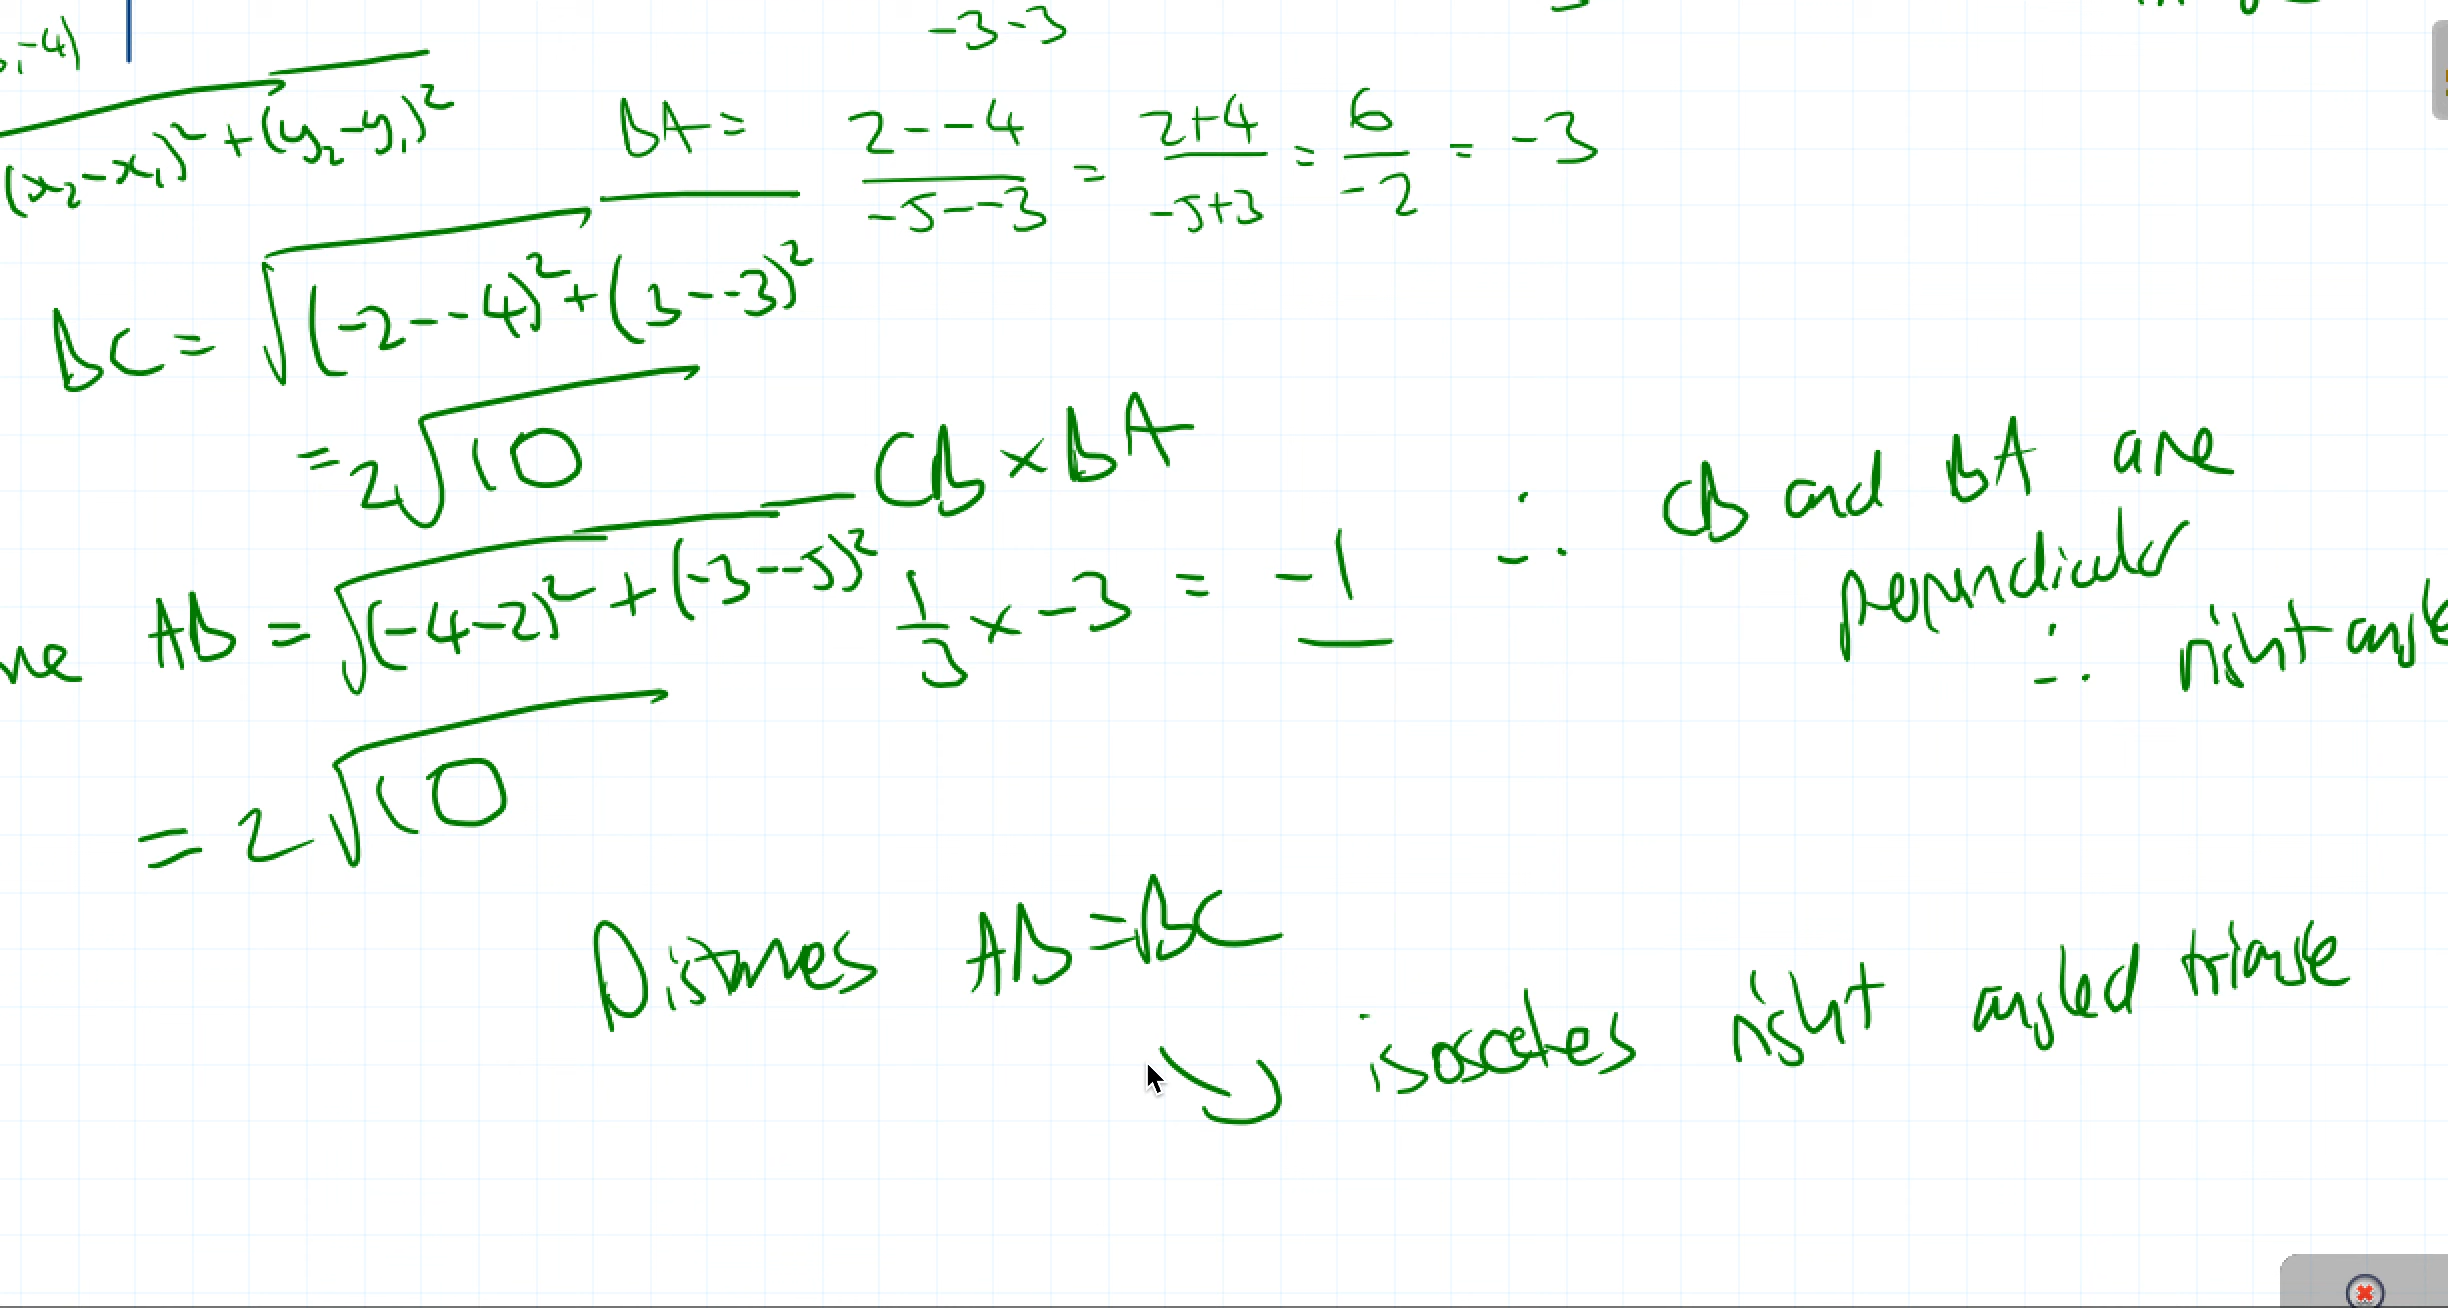 ,-4)
-3-3
(x₂-x₁)²+(y₂-y₁)²
BA = 2--4/-5--3 = 2+4/-5+3 = 6/-2 = -3
BC = √(-2--4)²+(3--3)²
= 2√10
CB × BA
1/3 × -3 = -1
∴ CB and BA are
perpendicular
∴ right-angle
AB = √(-4-2)²+(-3--5)²
= 2√10
Distances AB = BC
isosceles right angled triangle